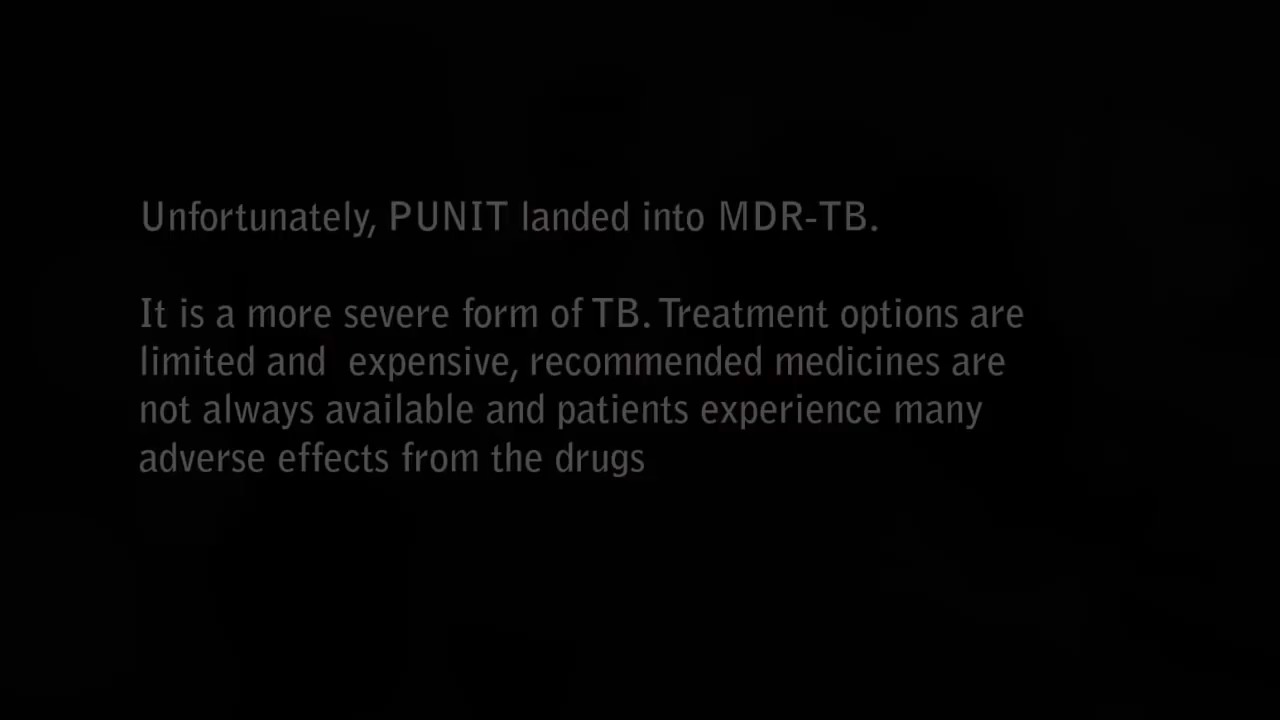 Unfortunately, PUNIT landed into MDR-TB.
It is a more severe form of TB. Treatment options are
limited and  expensive, recommended medicines are
not always available and patients experience many
adverse effects from the drugs